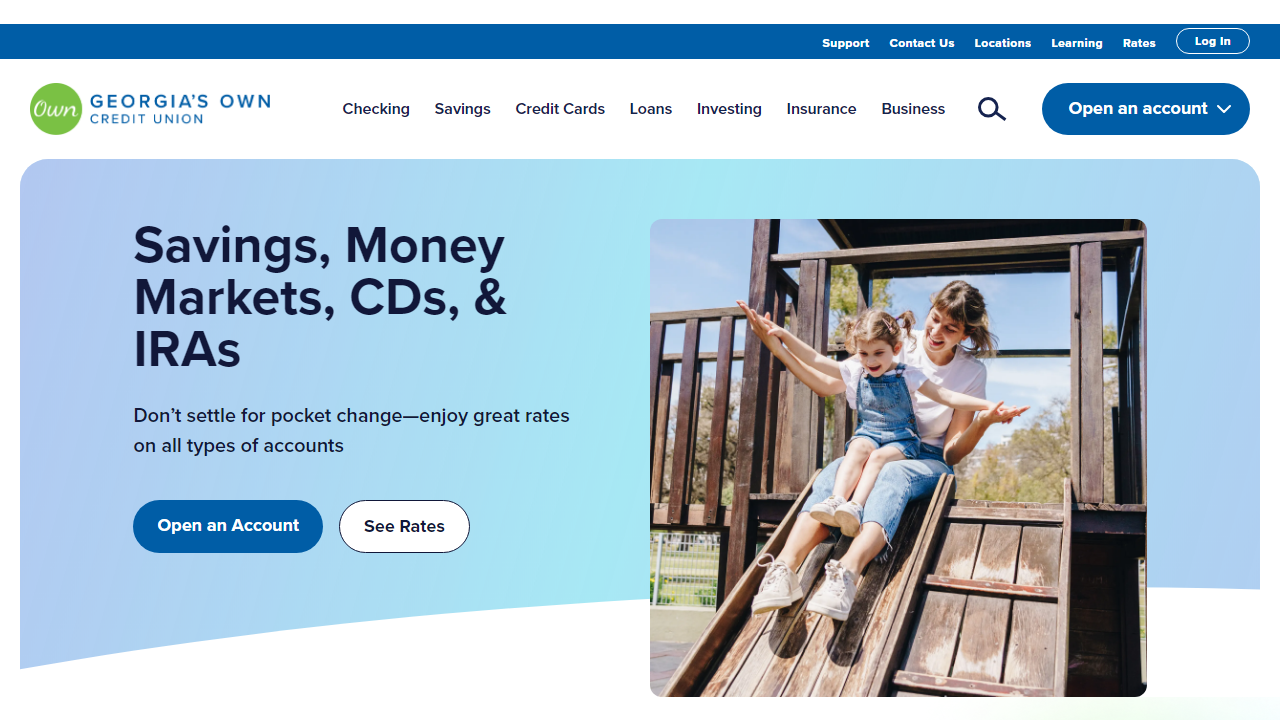 Support Contact Us Locations Learning Rates Log In
Own GEORGIA'S OWN
CREDIT UNION
Checking Savings Credit Cards Loans Investing Insurance Business Open an account
Savings, Money
Markets, CDs, &
IRAs
Don’t settle for pocket change—enjoy great rates
on all types of accounts
Open an Account See Rates